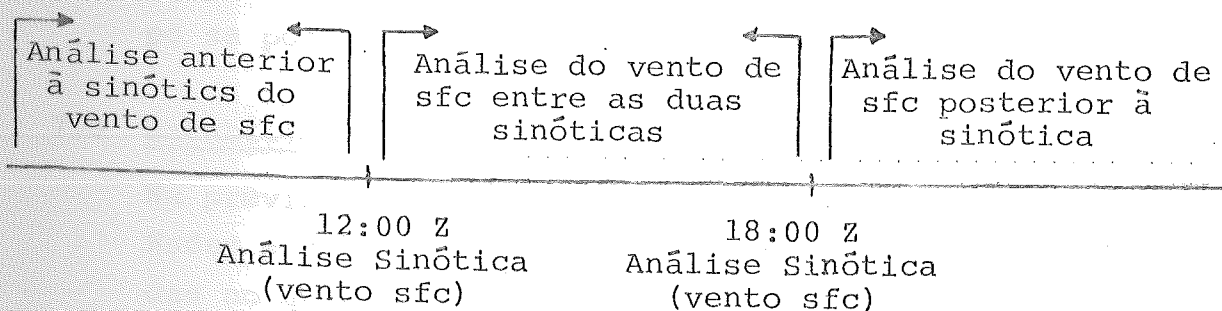 Análise anterior
à sinótics do
vento de sfc
Análise do vento de
sfc entre as duas
sinóticas
Análise do vento de
sfc posterior à
sinótica
12:00 Z
Análise Sinótica
(vento sfc)
18:00 Z
Análise Sinótica
(vento sfc)